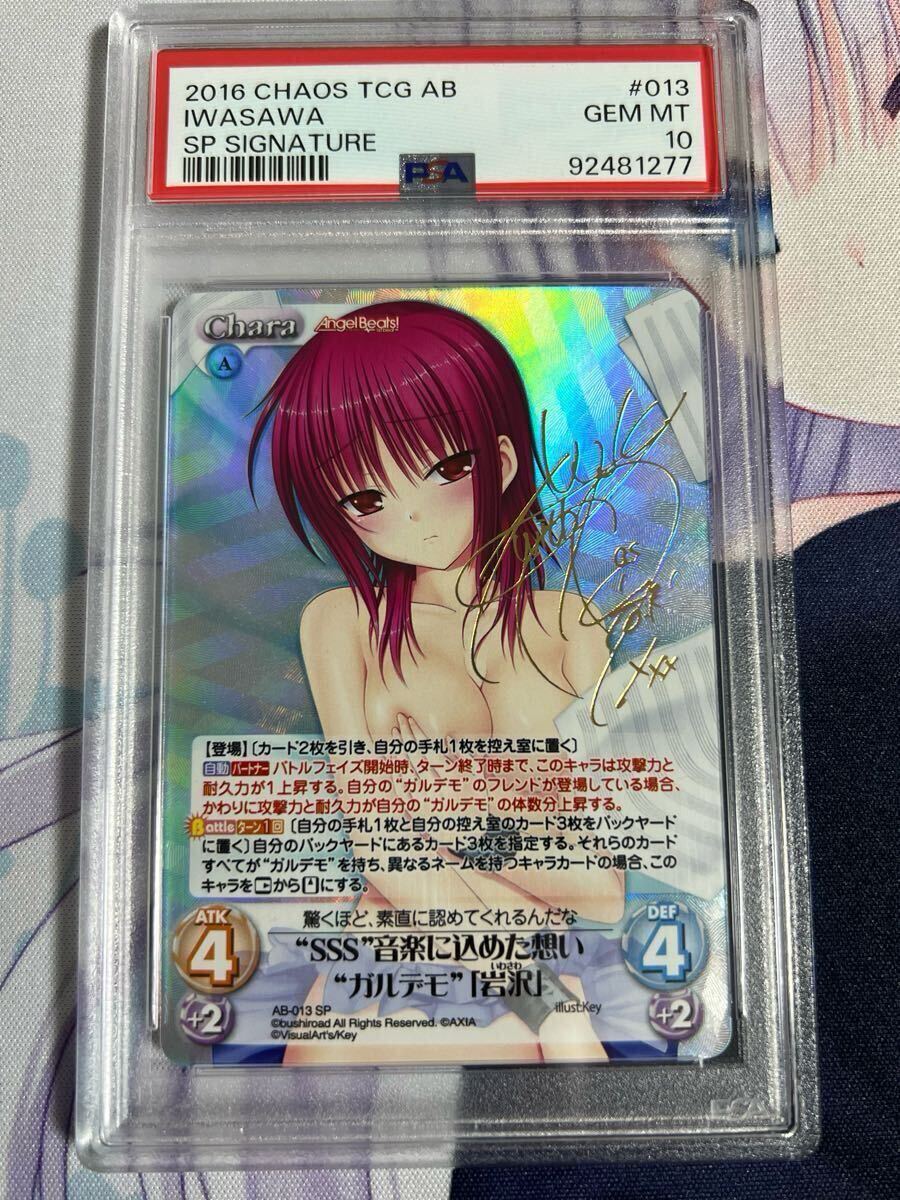 2016 CHAOS TCG AB #013
IWASAWA GEM MT
SP SIGNATURE 10
PSA 92481277
Chara Angel Beats!
A
as
xxx
【登場】〔カード2枚を引き、自分の手札1枚を控え室に置く〕
自動 パートナー バトルフェイズ開始時、ターン終了時まで、このキャラは攻撃力と
耐久力が1上昇する。自分の“ガルデモ”のフレンドが登場している場合、
かわりに攻撃力と耐久力が自分の“ガルデモ”の体数分上昇する。
Battle ターン1回 〔自分の手札1枚と自分の控え室のカード3枚をバックヤード
に置く〕自分のバックヤードにあるカード3枚を指定する。それらのカード
すべてが“ガルデモ”を持ち、異なるネームを持つキャラカードの場合、この
キャラを から にする。
ATK 驚くほど、素直に認めてくれるんだな DEF
4 “SSS”音楽に込めた想い 4
いわさわ
“ガルデモ”「岩沢」
+2 AB-013 SP illust:Key +2
©bushiroad All Rights Reserved. ©AXIA
©VisualArt's/Key
PSA